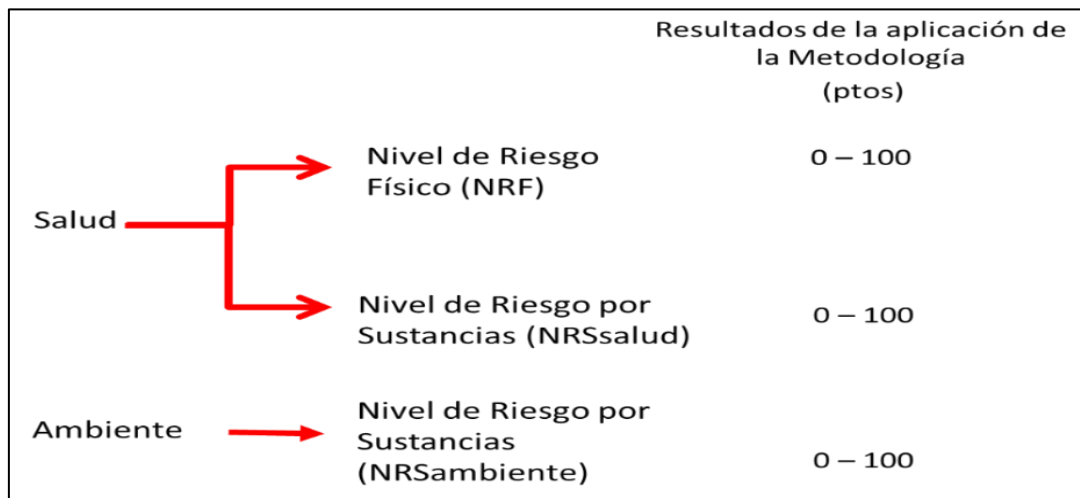 Resultados de la aplicación de
la Metodología
(ptos)
Salud
Nivel de Riesgo
Físico (NRF)
0 – 100
Nivel de Riesgo por
Sustancias (NRSsalud)
0 – 100
Ambiente
Nivel de Riesgo por
Sustancias
(NRSambiente)
0 – 100